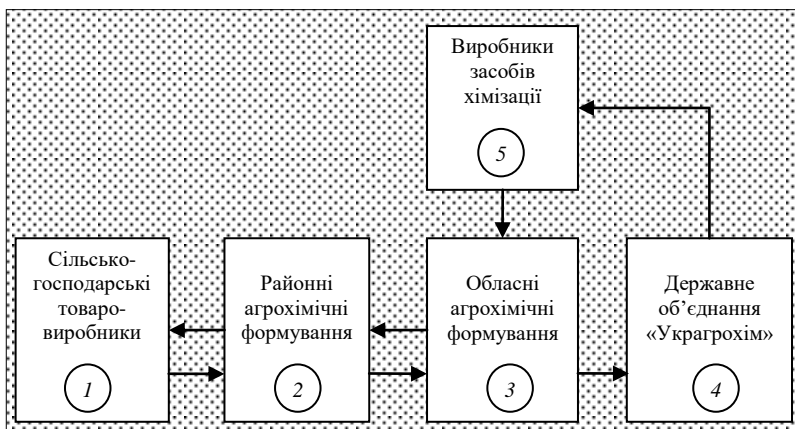 Виробники
засобів
хімізації
5
Сільсько-
господарські
товаро-
виробники
1
Районні
агрохімічні
формування
2
Обласні
агрохімічні
формування
3
Державне
об’єднання
«Украгрохім»
4